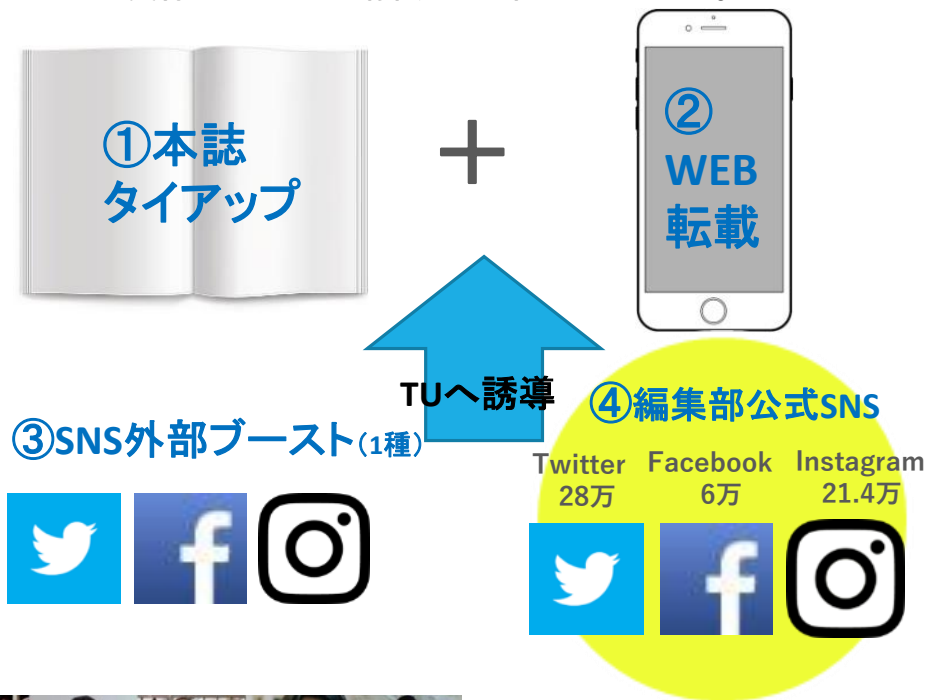 ①本誌
タイアップ
+
②
WEB
転載
TUへ誘導
③SNS外部ブースト(1種)
④編集部公式SNS
Twitter Facebook Instagram
28万 6万 21.4万